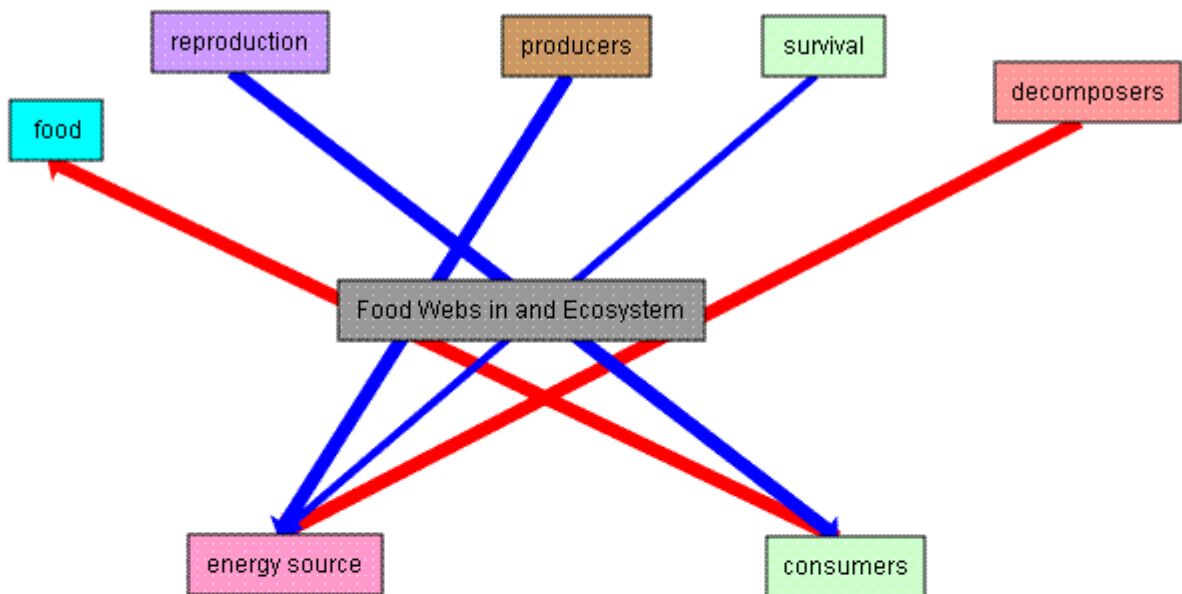 reproduction
producers
survival
decomposers
food
Food Webs in and Ecosystem
energy source
consumers